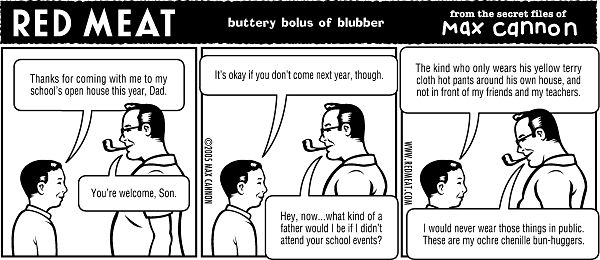 RED MEAT
buttery bolus of blubber
from the secret files of
Max cannon
Thanks for coming with me to my
school's open house this year, Dad.
You're welcome, Son.
©2005 MAX CANNON
It's okay if you don't come next year, though.
Hey, now...what kind of a
father would I be if I didn't
attend your school events?
WWW.REDMEAT.COM
The kind who only wears his yellow terry
cloth hot pants around his own house, and
not in front of my friends and my teachers.
I would never wear those things in public.
These are my ochre chenille bun-huggers.